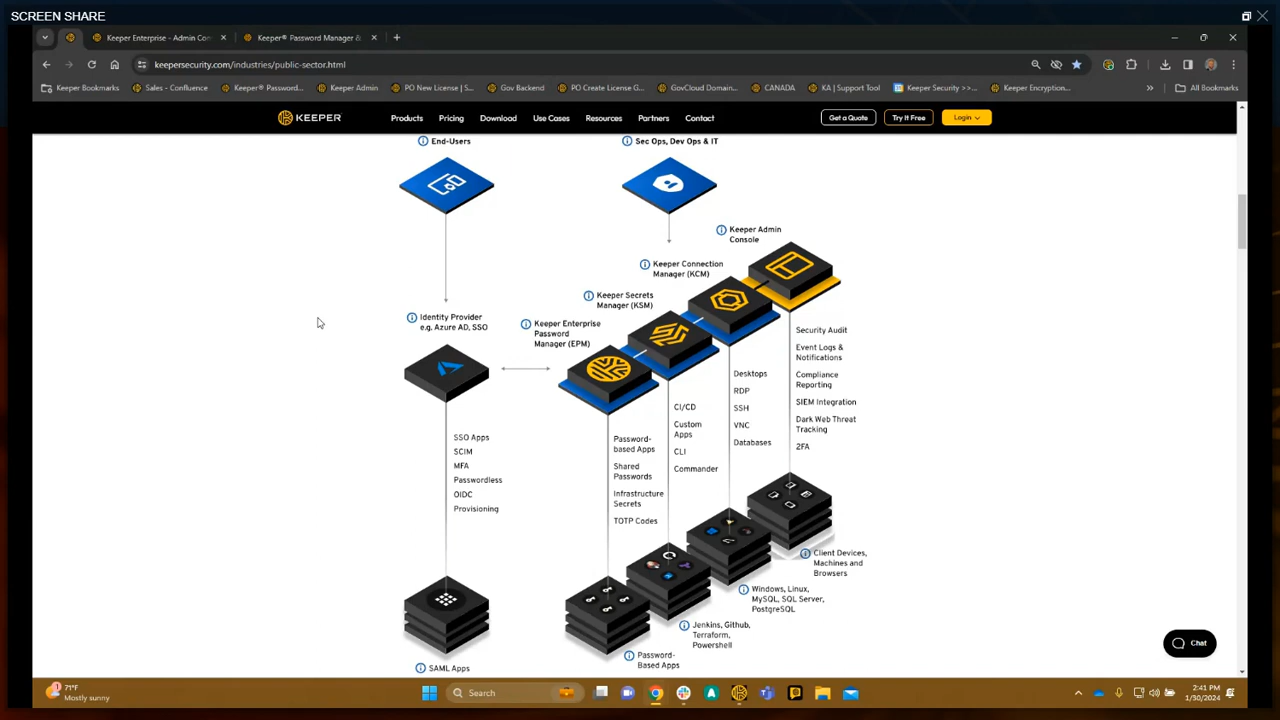 SCREEN SHARE
Keeper Enterprise - Admin Con
Keeper® Password Manager &
keepersecurity.com/industries/public-sector.html
Keeper Bookmarks
Sales - Confluence
Keeper® Password...
Keeper Admin
PO New License | S...
Gov Backend
PO Create License G...
GovCloud Domain...
CANADA
KA | Support Tool
Keeper Security >>...
Keeper Encryption...
All Bookmarks
KEEPER
Products
Pricing
Download
Use Cases
Resources
Partners
Contact
Get a Quote
Try It Free
Login
End-Users
Sec Ops, Dev Ops & IT
Keeper Admin
Console
Keeper Connection
Manager (KCM)
Keeper Secrets
Manager (KSM)
Identity Provider
e.g. Azure AD, SSO
Keeper Enterprise
Password
Manager (EPM)
Security Audit
Event Logs &
Notifications
Compliance
Reporting
SIEM Integration
Dark Web Threat
Tracking
2FA
Desktops
RDP
SSH
VNC
Databases
CI/CD
Custom
Apps
CLI
Commander
Password-
based Apps
Shared
Passwords
Infrastructure
Secrets
TOTP Codes
SSO Apps
SCIM
MFA
Passwordless
OIDC
Provisioning
Client Devices,
Machines and
Browsers
Windows, Linux,
MySQL, SQL Server,
PostgreSQL
Jenkins, Github,
Terraform,
Powershell
Password-
Based Apps
SAML Apps
Chat
1
71°F
Mostly sunny
Search
2:41 PM
1/30/2024